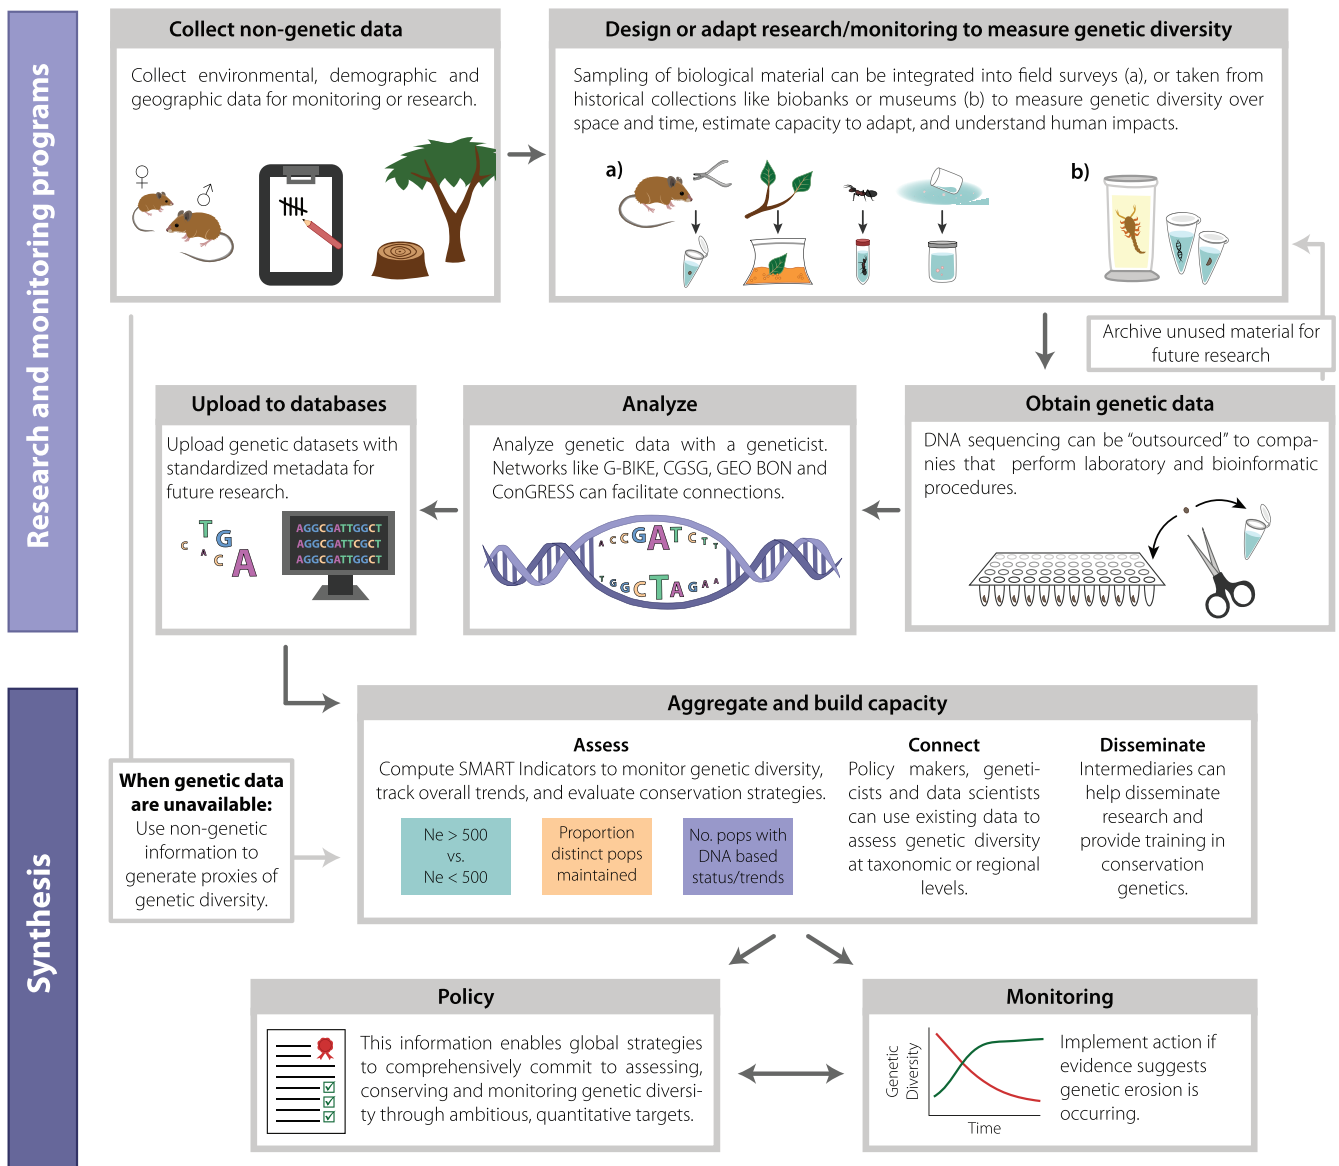 Research and monitoring programs
Collect non-genetic data
Collect environmental, demographic and
geographic data for monitoring or research.
Design or adapt research/monitoring to measure genetic diversity
Sampling of biological material can be integrated into field surveys (a), or taken from
historical collections like biobanks or museums (b) to measure genetic diversity over
space and time, estimate capacity to adapt, and understand human impacts.
a)
b)
Archive unused material for
future research
Upload to databases
Upload genetic datasets with
standardized metadata for
future research.
C T A G C A
AGGCGATTGGCT
AGGCGATTCGCT
AGGCGATTGGCT
Analyze
Analyze genetic data with a geneticist.
Networks like G-BIKE, CGSG, GEO BON and
ConGRESS can facilitate connections.
ACCGATCTT
TGGCTAGAA
Obtain genetic data
DNA sequencing can be "outsourced" to compa-
nies that perform laboratory and bioinformatic
procedures.
Synthesis
When genetic data
are unavailable:
Use non-genetic
information to
generate proxies of
genetic diversity.
Aggregate and build capacity
Assess
Compute SMART Indicators to monitor genetic diversity,
track overall trends, and evaluate conservation strategies.
Ne > 500
vs.
Ne < 500
Proportion
distinct pops
maintained
No. pops with
DNA based
status/trends
Connect
Policy makers, geneti-
cists and data scientists
can use existing data to
assess genetic diversity
at taxonomic or regional
levels.
Disseminate
Intermediaries can
help disseminate
research and
provide training in
conservation
genetics.
Policy
This information enables global strategies
to comprehensively commit to assessing,
conserving and monitoring genetic diversi-
ty through ambitious, quantitative targets.
Monitoring
Genetic
Diversity
Time
Implement action if
evidence suggests
genetic erosion is
occurring.